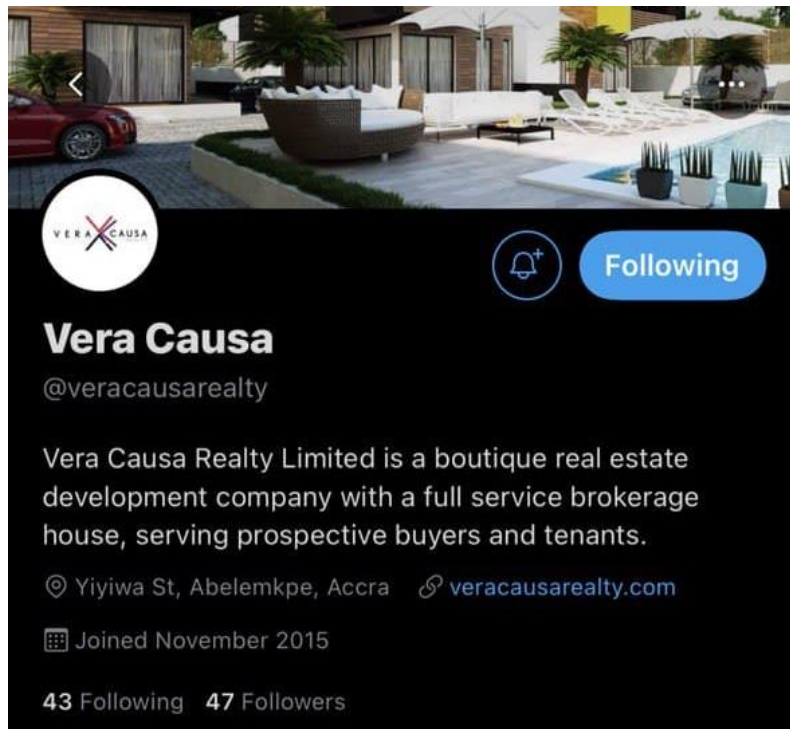 VERA CAUSA
Following
Vera Causa
@veracausarealty
Vera Causa Realty Limited is a boutique real estate
development company with a full service brokerage
house, serving prospective buyers and tenants.
Yiyiwa St, Abelemkpe, Accra veracausarealty.com
Joined November 2015
43 Following 47 Followers